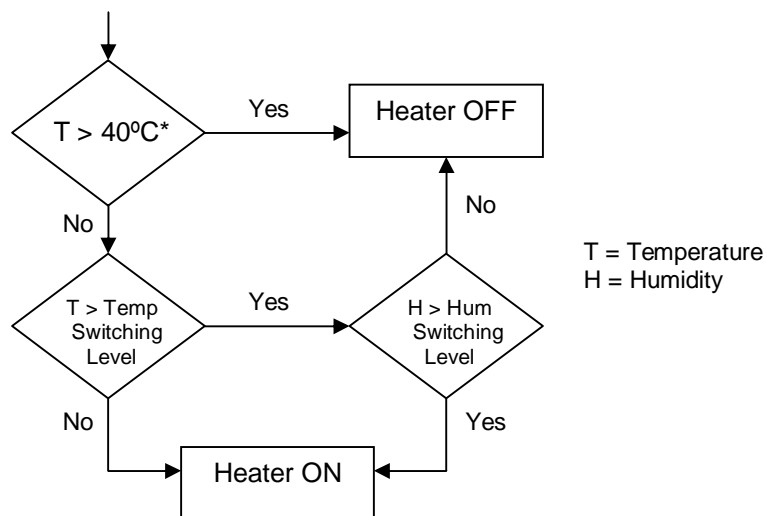 T > 40ºC*
Yes
Heater OFF
No
No
T = Temperature
H = Humidity
T > Temp
Switching
Level
Yes
H > Hum
Switching
Level
No
Yes
Heater ON